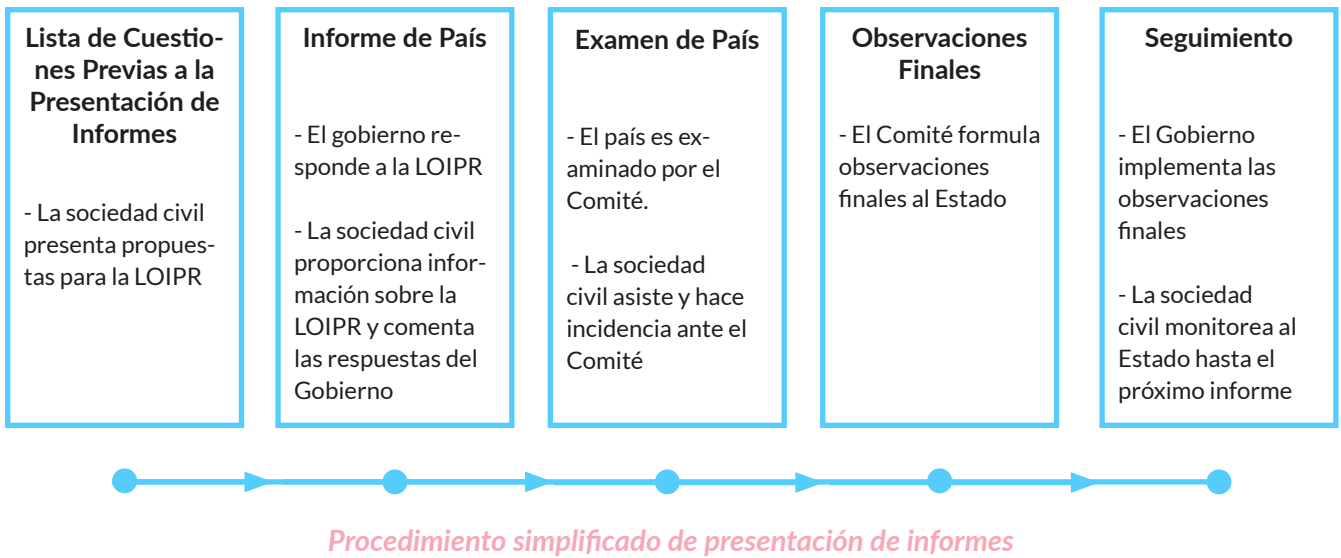 Lista de Cuestio-
nes Previas a la
Presentación de
Informes
- La sociedad civil
presenta propues-
tas para la LOIPR
Informe de País
- El gobierno re-
sponde a la LOIPR
- La sociedad civil
proporciona infor-
mación sobre la
LOIPR y comenta
las respuestas del
Gobierno
Examen de País
- El país es ex-
aminado por el
Comité.
- La sociedad
civil asiste y hace
incidencia ante el
Comité
Observaciones
Finales
- El Comité formula
observaciones
finales al Estado
Seguimiento
- El Gobierno
implementa las
observaciones
finales
- La sociedad
civil monitorea al
Estado hasta el
próximo informe
Procedimiento simplificado de presentación de informes